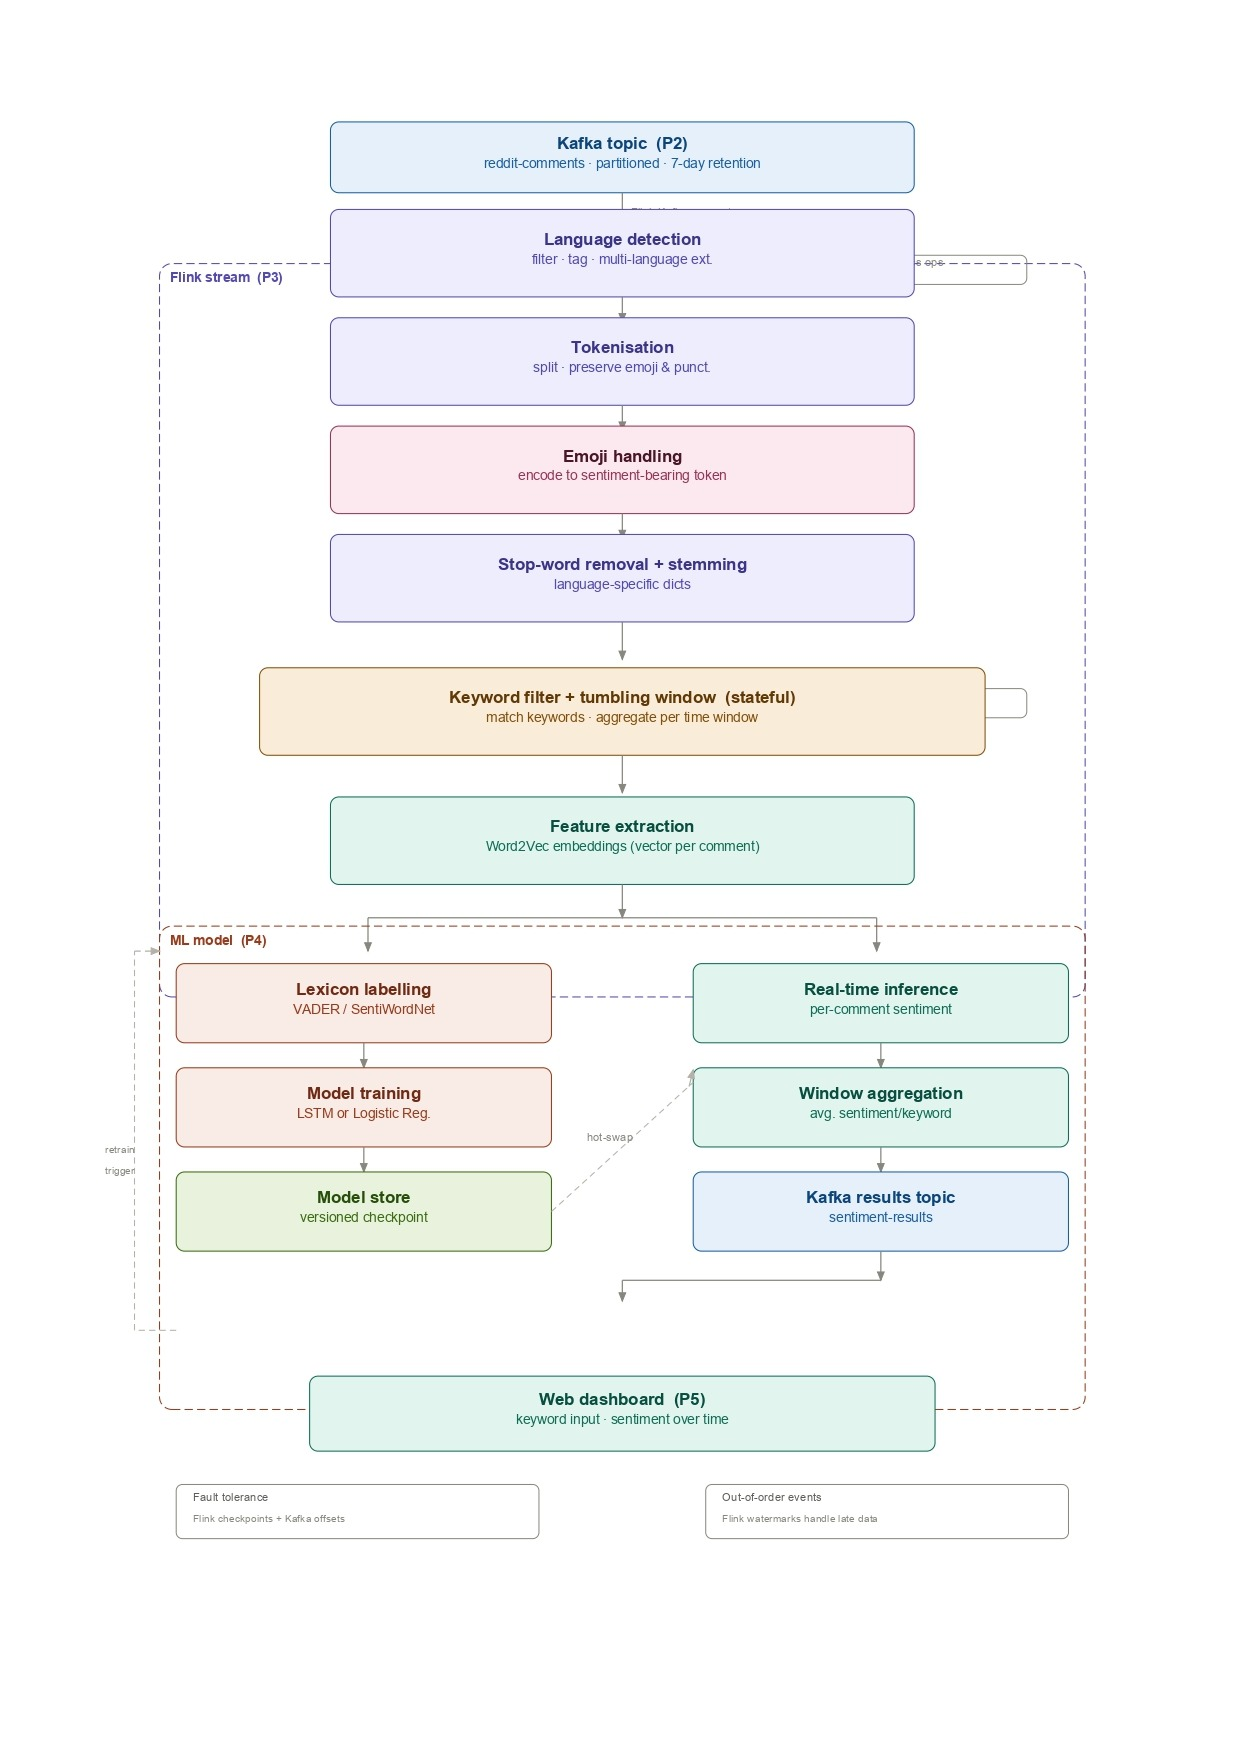 Kafka topic (P2)
reddit-comments · partitioned · 7-day retention
Language detection
filter · tag · multi-language ext.
s ops
Flink stream (P3)
Tokenisation
split · preserve emoji & punct.
Emoji handling
encode to sentiment-bearing token
Stop-word removal + stemming
language-specific dicts
Keyword filter + tumbling window (stateful)
match keywords · aggregate per time window
Feature extraction
Word2Vec embeddings (vector per comment)
ML model (P4)
Lexicon labelling
VADER / SentiWordNet
Real-time inference
per-comment sentiment
Model training
LSTM or Logistic Reg.
Window aggregation
avg. sentiment/keyword
hot-swap
retrain
trigger
Model store
versioned checkpoint
Kafka results topic
sentiment-results
Web dashboard (P5)
keyword input · sentiment over time
Fault tolerance
Flink checkpoints + Kafka offsets
Out-of-order events
Flink watermarks handle late data